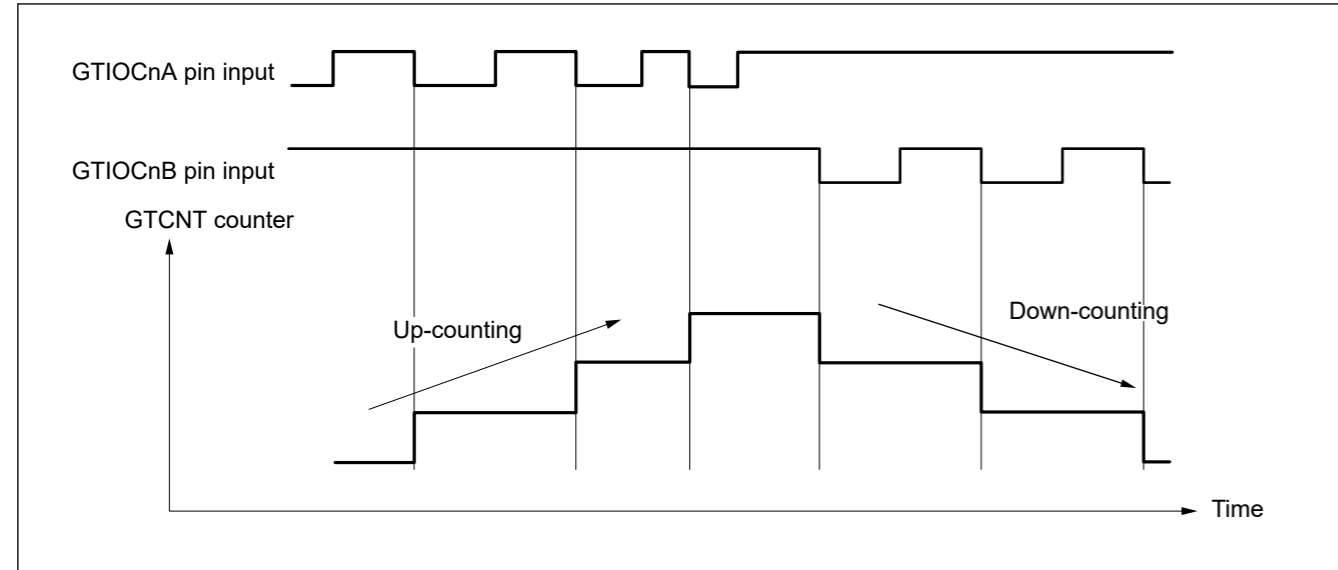 GTIOCnA pin input
GTIOCnB pin input
GTCNT counter
Up-counting
Down-counting
Time